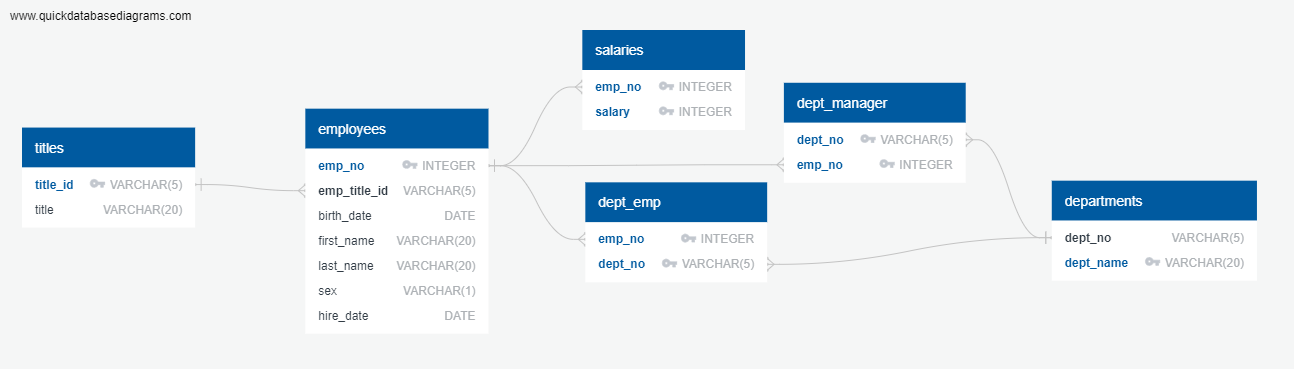 www.quickdatabasediagrams.com
titles
title_id VARCHAR(5)
title VARCHAR(20)
employees
emp_no INTEGER
emp_title_id VARCHAR(5)
birth_date DATE
first_name VARCHAR(20)
last_name VARCHAR(20)
sex VARCHAR(1)
hire_date DATE
salaries
emp_no INTEGER
salary INTEGER
dept_emp
emp_no INTEGER
dept_no VARCHAR(5)
dept_manager
dept_no VARCHAR(5)
emp_no INTEGER
departments
dept_no VARCHAR(5)
dept_name VARCHAR(20)